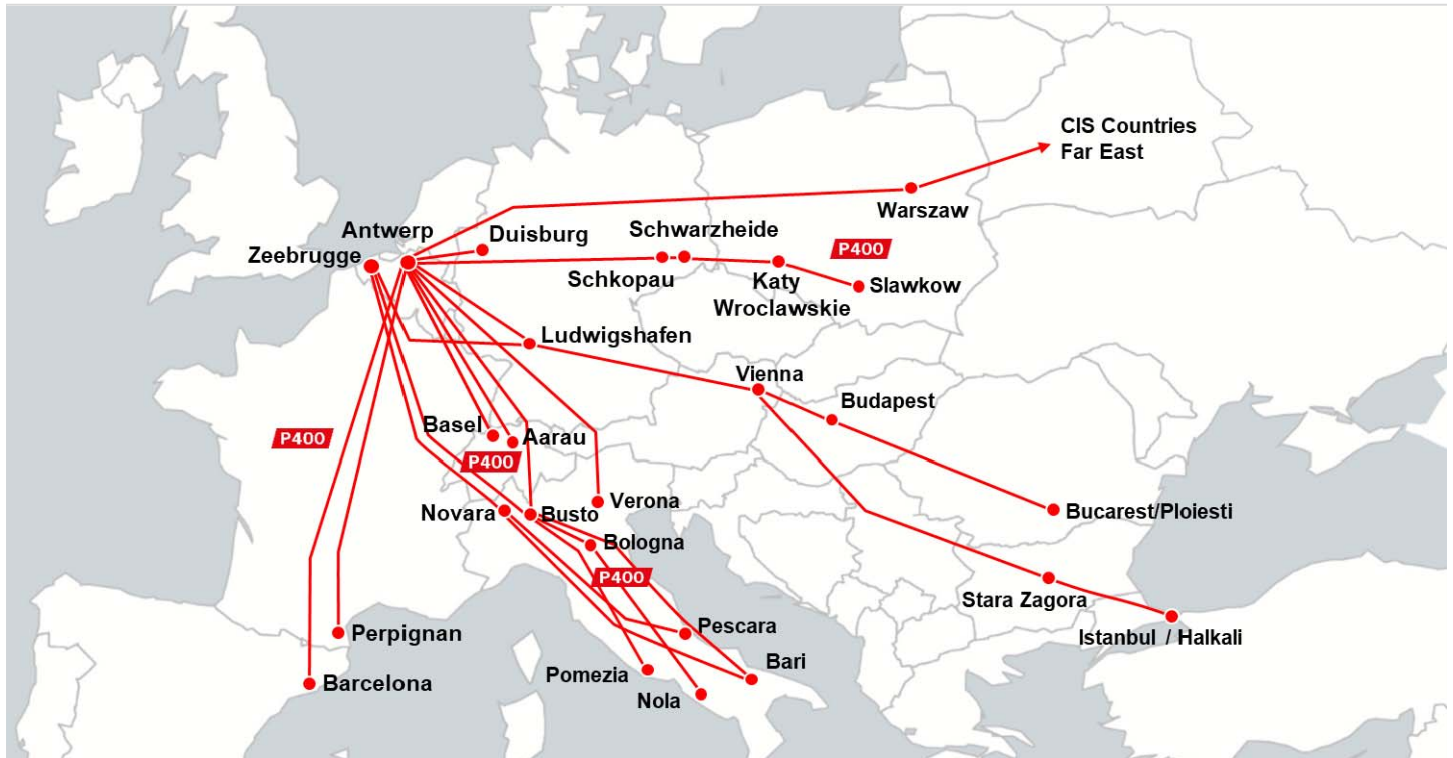 CIS Countries
Far East
Warszaw
Antwerp
Duisburg
Schwarzheide
P400
Zeebrugge
Schkopau
Katy
Wroclawskie
Slawkow
Ludwigshafen
Vienna
Budapest
Basel
Aarau
P400
P400
Novara
Busto
Verona
Bucarest/Ploiesti
Bologna
P400
Stara Zagora
Istanbul / Halkali
Perpignan
Pescara
Barcelona
Pomezia
Bari
Nola